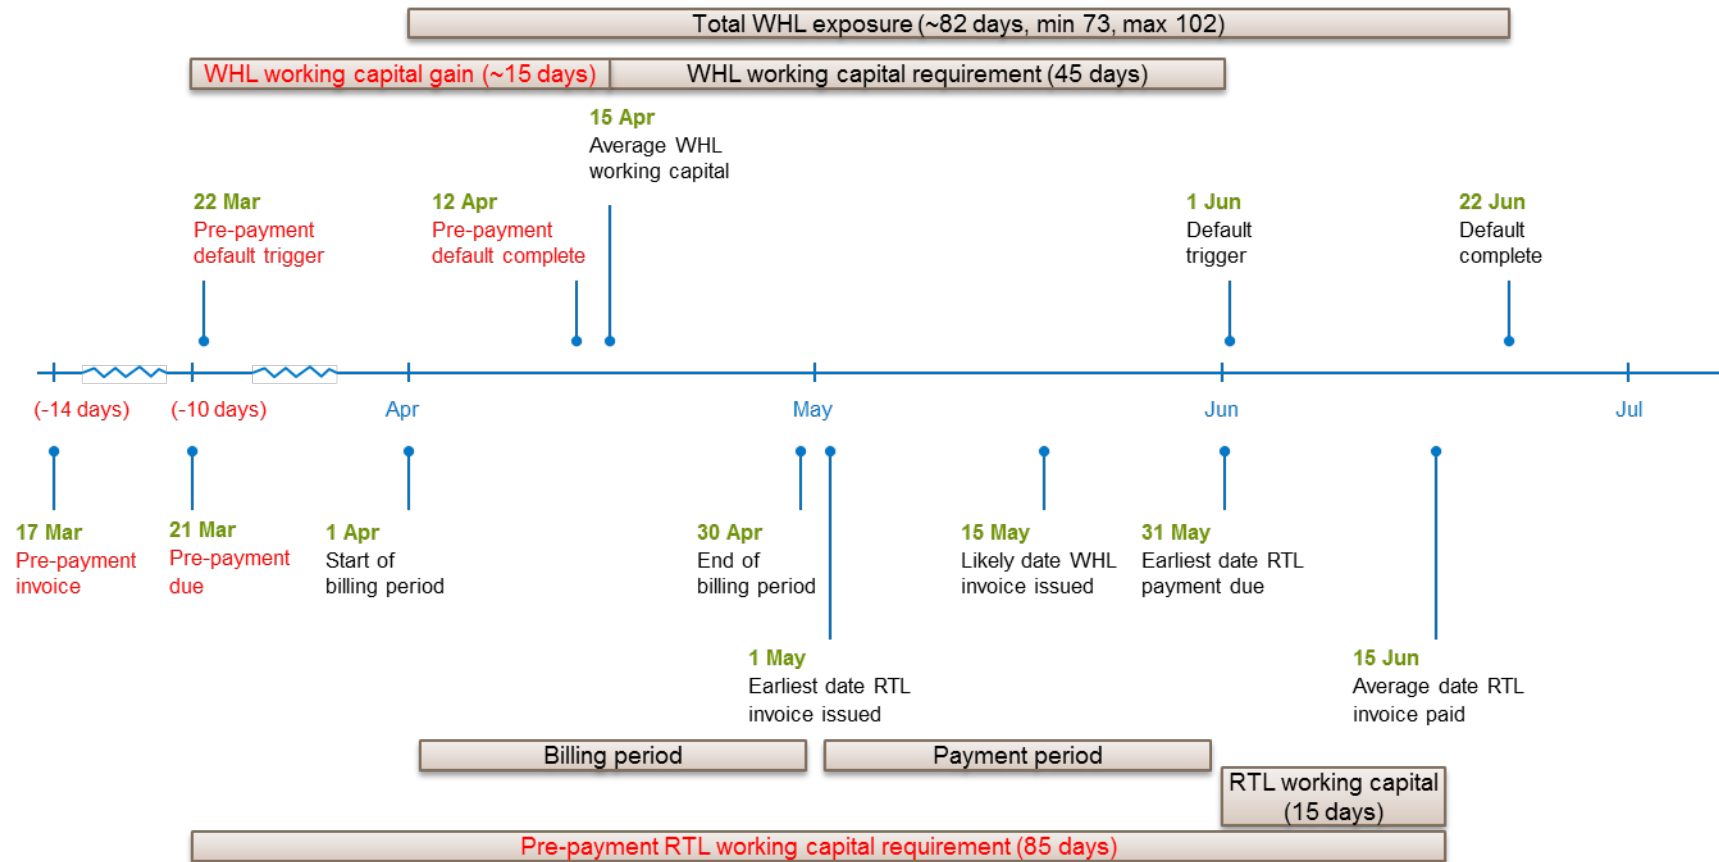 Total WHL exposure (~82 days, min 73, max 102)
WHL working capital gain (~15 days)
WHL working capital requirement (45 days)
15 Apr
Average WHL
working capital
22 Mar
Pre-payment
default trigger
12 Apr
Pre-payment
default complete
1 Jun
Default
trigger
22 Jun
Default
complete
(-14 days)
(-10 days)
Apr
May
Jun
Jul
17 Mar
Pre-payment
invoice
21 Mar
Pre-payment
due
1 Apr
Start of
billing period
30 Apr
End of
billing period
15 May
Likely date WHL
invoice issued
31 May
Earliest date RTL
payment due
1 May
Earliest date RTL
invoice issued
15 Jun
Average date RTL
invoice paid
Billing period
Payment period
RTL working capital
(15 days)
Pre-payment RTL working capital requirement (85 days)